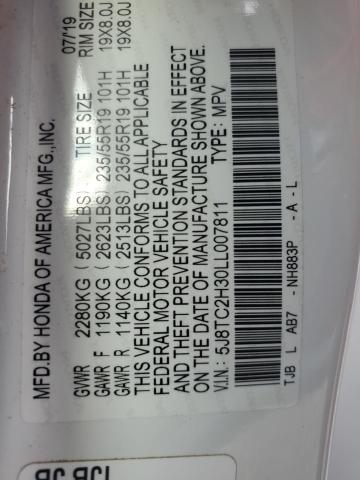 MFD.BY HONDA OF AMERICA MFG.,INC. 07/19
GVWR 2280KG (5027LBS) TIRE SIZE RIM SIZE
GAWR F 1190KG (2623LBS) 235/55R19 101H 19X8.0J
GAWR R 1140KG (2513LBS) 235/55R19 101H 19X8.0J
THIS VEHICLE CONFORMS TO ALL APPLICABLE
FEDERAL MOTOR VEHICLE SAFETY
AND THEFT PREVENTION STANDARDS IN EFFECT
ON THE DATE OF MANUFACTURE SHOWN ABOVE.
V.I.N.: 5J8TC2H30LL007811 TYPE: MPV
TJB L AB7 - NH883P - A - L